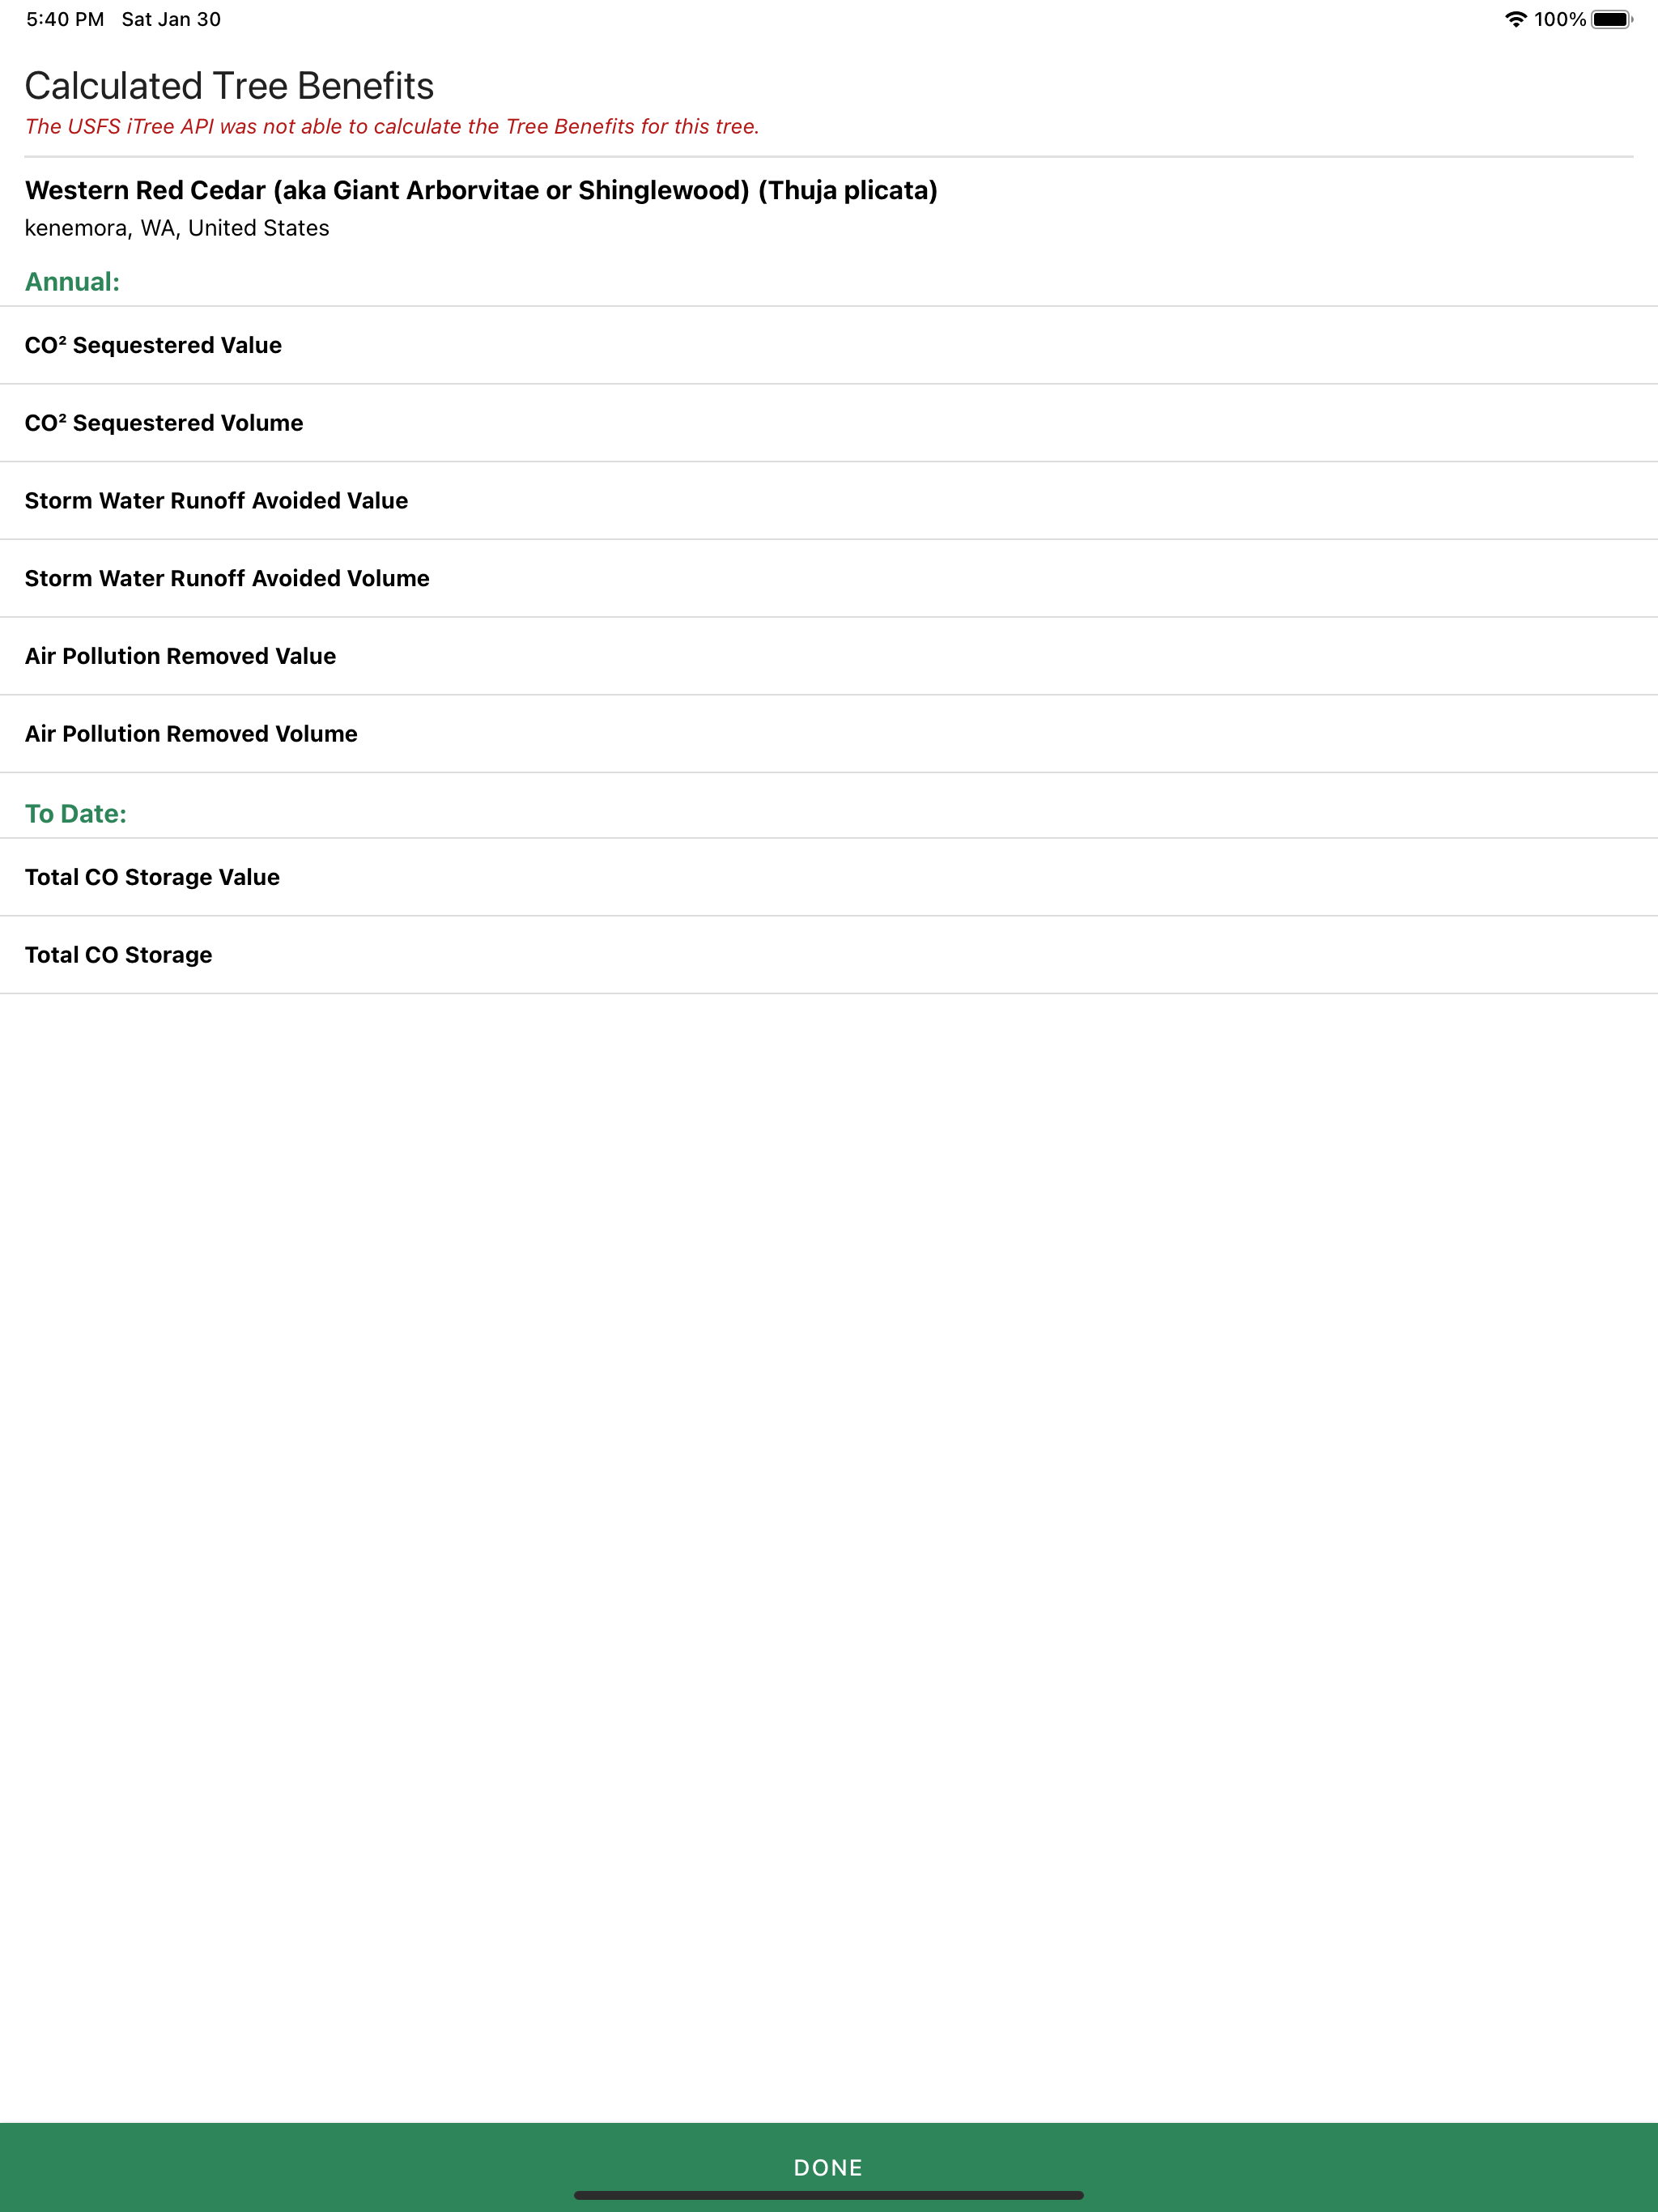 5:40 PM Sat Jan 30 100%
Calculated Tree Benefits
The USFS iTree API was not able to calculate the Tree Benefits for this tree.
Western Red Cedar (aka Giant Arborvitae or Shinglewood) (Thuja plicata)
kenemora, WA, United States
Annual:
CO² Sequestered Value
CO² Sequestered Volume
Storm Water Runoff Avoided Value
Storm Water Runoff Avoided Volume
Air Pollution Removed Value
Air Pollution Removed Volume
To Date:
Total CO Storage Value
Total CO Storage
DONE